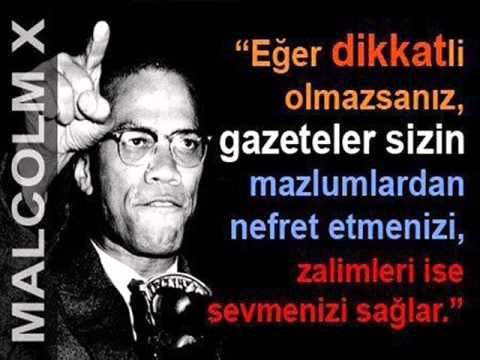 MALCOLM X
“Eğer dikkatli
olmazsanız,
gazeteler sizin
mazlumlardan
nefret etmenizi,
zalimleri ise
sevmenizi sağlar.”